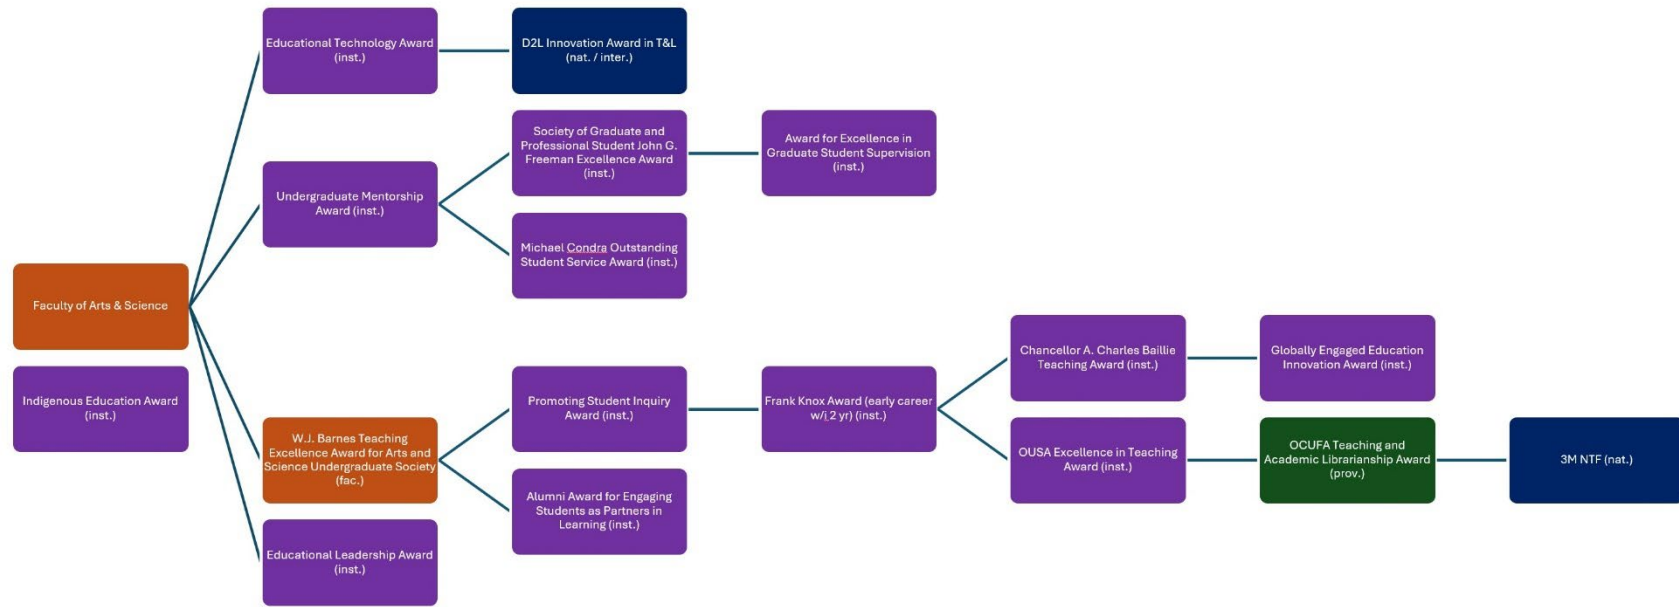 Educational Technology Award
(inst.)
D2L Innovation Award in T&L
(nat. / inter.)
Society of Graduate and
Professional Student John G.
Freeman Excellence Award
(inst.)
Award for Excellence in
Graduate Student Supervision
(inst.)
Undergraduate Mentorship
Award (inst.)
Michael Condra Outstanding
Student Service Award (inst.)
Faculty of Arts & Science
Indigenous Education Award
(inst.)
W.J. Barnes Teaching
Excellence Award for Arts and
Science Undergraduate Society
(fac.)
Promoting Student Inquiry
Award (inst.)
Frank Knox Award (early career
w/i 2 yr) (inst.)
Chancellor A. Charles Baillie
Teaching Award (inst.)
Globally Engaged Education
Innovation Award (inst.)
OUSA Excellence in Teaching
Award (inst.)
OCUFA Teaching and
Academic Librarianship Award
(prov.)
3M NTF (nat.)
Alumni Award for Engaging
Students as Partners in
Learning (inst.)
Educational Leadership Award
(inst.)